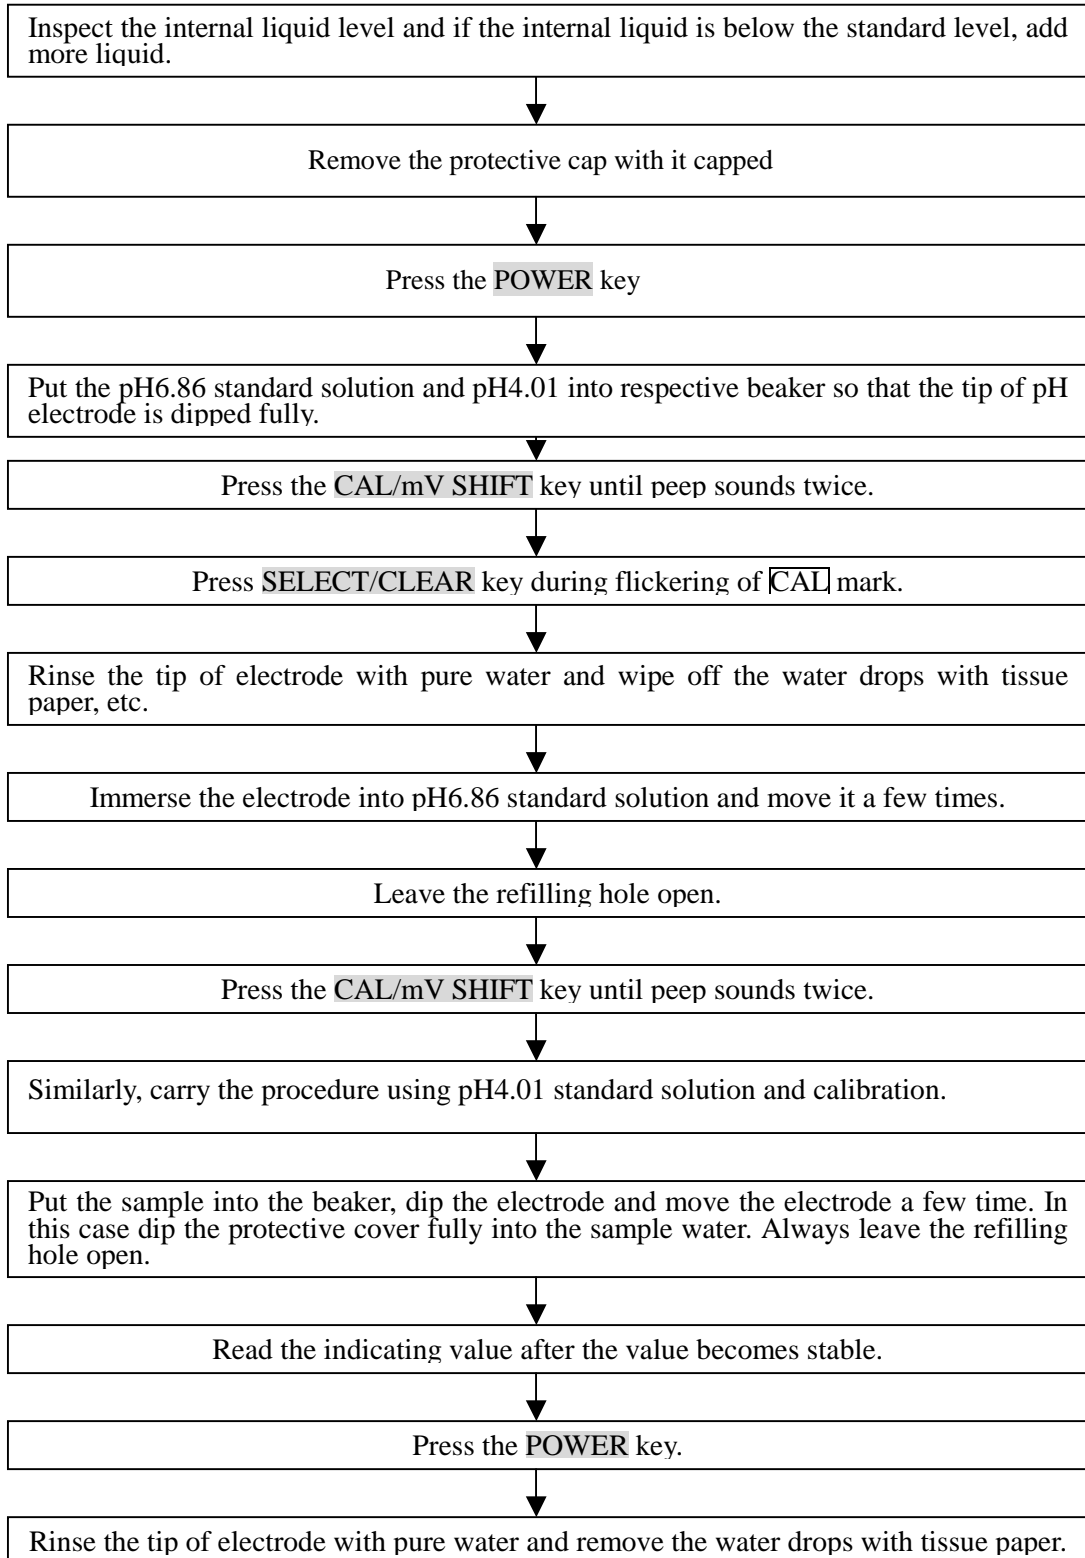 Inspect the internal liquid level and if the internal liquid is below the standard level, add
more liquid.
Remove the protective cap with it capped
Press the POWER key
Put the pH6.86 standard solution and pH4.01 into respective beaker so that the tip of pH
electrode is dipped fully.
Press the CAL/mV SHIFT key until peep sounds twice.
Press SELECT/CLEAR key during flickering of CAL mark.
Rinse the tip of electrode with pure water and wipe off the water drops with tissue
paper, etc.
Immerse the electrode into pH6.86 standard solution and move it a few times.
Leave the refilling hole open.
Press the CAL/mV SHIFT key until peep sounds twice.
Similarly, carry the procedure using pH4.01 standard solution and calibration.
Put the sample into the beaker, dip the electrode and move the electrode a few time. In
this case dip the protective cover fully into the sample water. Always leave the refilling
hole open.
Read the indicating value after the value becomes stable.
Press the POWER key.
Rinse the tip of electrode with pure water and remove the water drops with tissue paper.